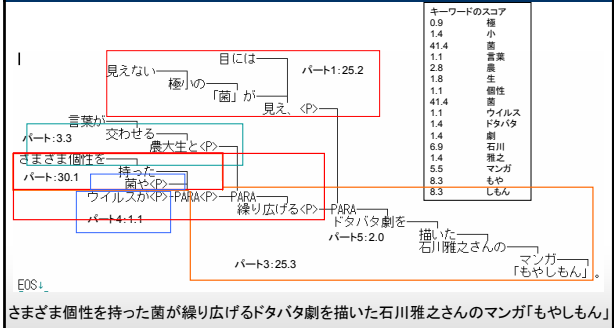 キーワードのスコア
0.9 極
1.4 小
41.4 菌
1.1 言葉
2.8 農
1.8 生
1.1 個性
41.4 菌
1.1 ウイルス
1.4 ドタバタ
1.4 劇
6.9 石川
1.4 雅之
5.5 マンガ
8.3 もや
8.3 しもん
目には
見えない
パート1:25.2
極小の
「菌」が
見え、<P>
言葉が
パート:3.3
交わせる
農大生と<P>
さまざま個性を
パート:30.1
持った
菌や<P>
ウイルスか<P>-PARA<P>-PARA
繰り広げる<P>-PARA
パート4:1.1
ドタバタ劇を
パート5:2.0
描いた
石川雅之さんの
パート3:25.3
マンガ
「もやしもん」。
EOS↓
さまざま個性を持った菌が繰り広げるドタバタ劇を描いた石川雅之さんのマンガ「もやしもん」